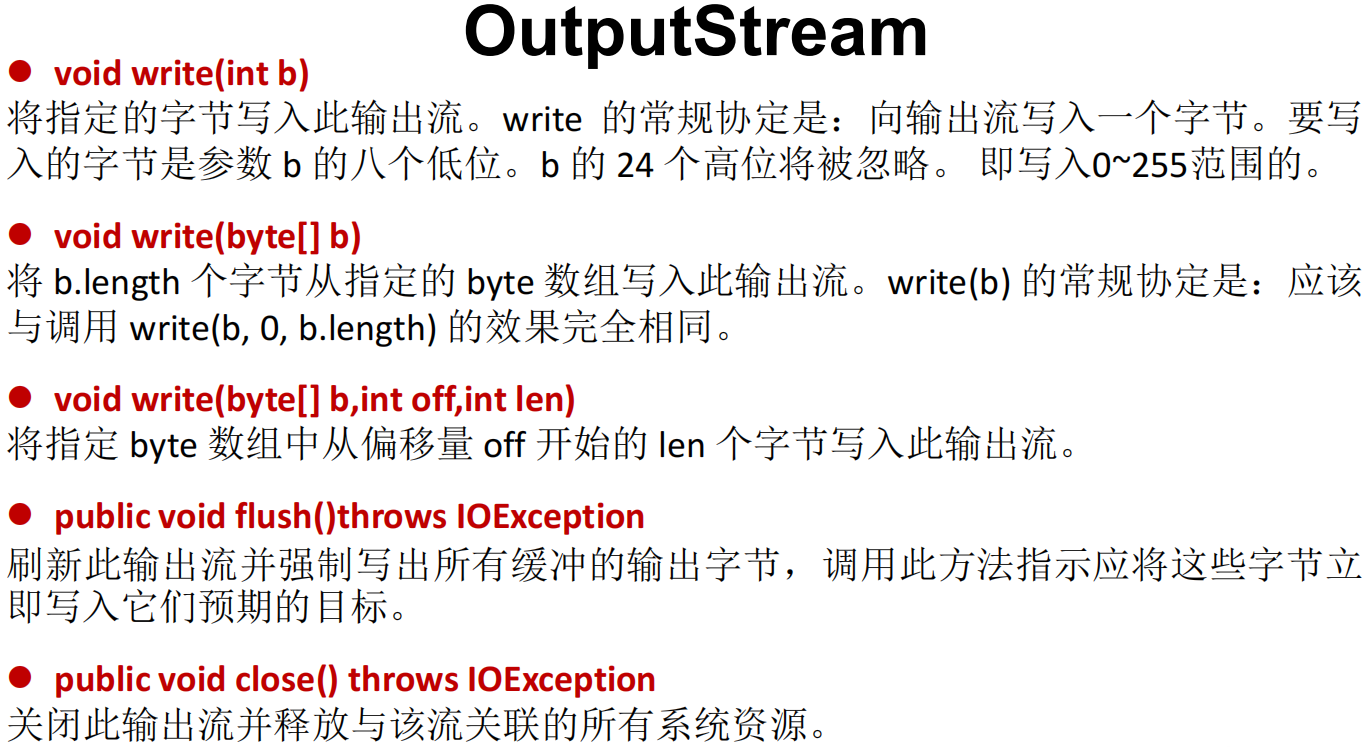 OutputStream
● void write(int b)
将指定的字节写入此输出流。write 的常规协定是：向输出流写入一个字节。要写
入的字节是参数 b 的八个低位。b 的 24 个高位将被忽略。 即写入0~255范围的。
● void write(byte[] b)
将 b.length 个字节从指定的 byte 数组写入此输出流。write(b) 的常规协定是：应该
与调用 write(b, 0, b.length) 的效果完全相同。
● void write(byte[] b,int off,int len)
将指定 byte 数组中从偏移量 off 开始的 len 个字节写入此输出流。
● public void flush()throws IOException
刷新此输出流并强制写出所有缓冲的输出字节，调用此方法指示应将这些字节立
即写入它们预期的目标。
● public void close() throws IOException
关闭此输出流并释放与该流关联的所有系统资源。